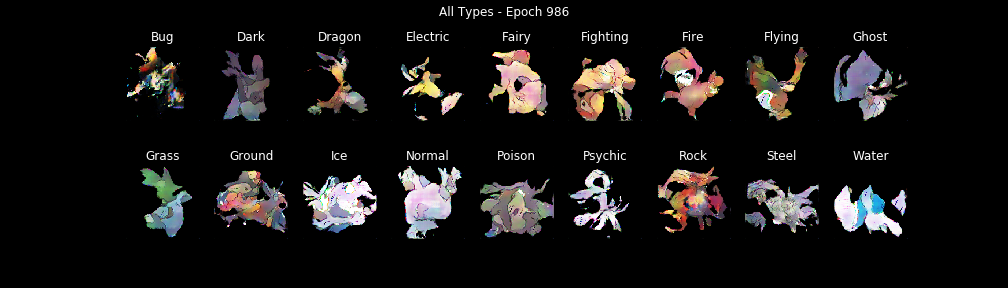 All Types - Epoch 986
Bug Dark Dragon Electric Fairy Fighting Fire Flying Ghost
Grass Ground Ice Normal Poison Psychic Rock Steel Water